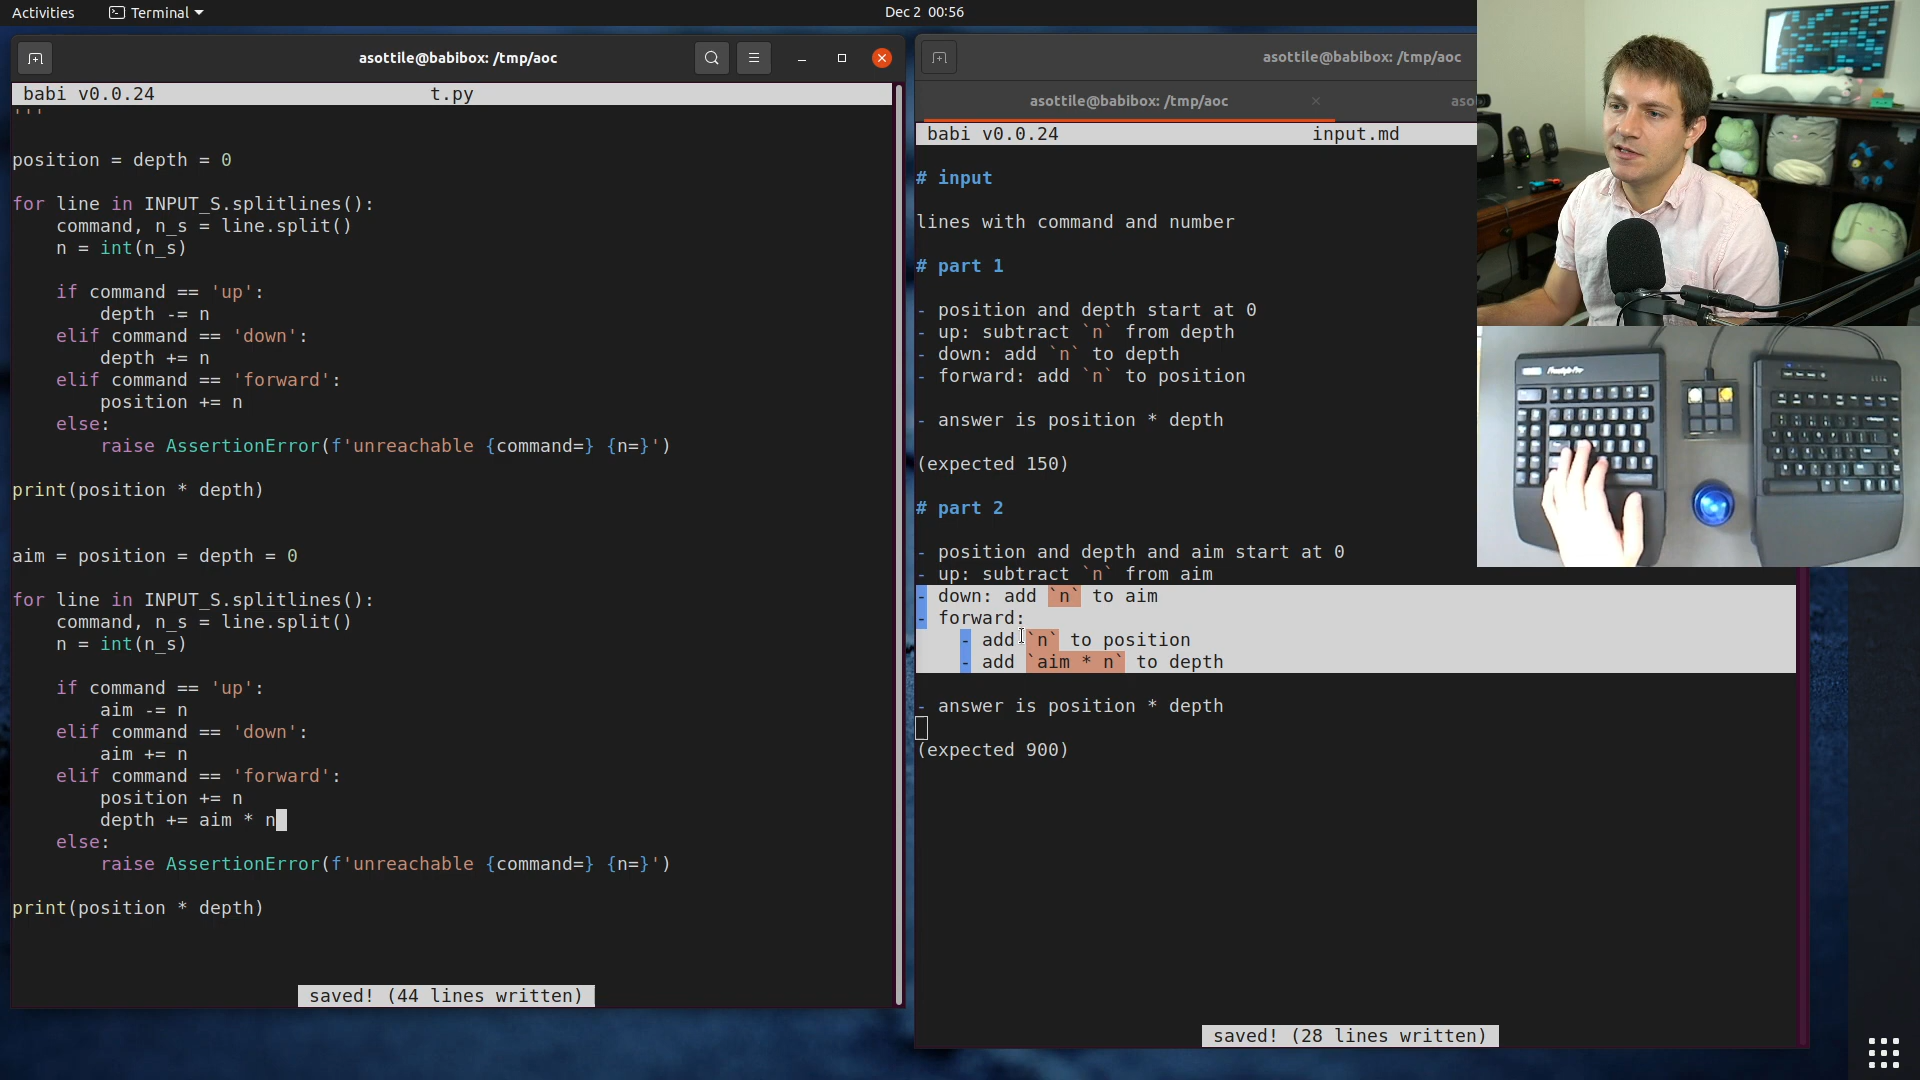 Activities
Terminal
Dec 2 00:56
asottile@babibox: /tmp/aoc
babi v0.0.24 t.py
'''
position = depth = 0
for line in INPUT_S.splitlines():
    command, n_s = line.split()
    n = int(n_s)
    if command == 'up':
        depth -= n
    elif command == 'down':
        depth += n
    elif command == 'forward':
        position += n
    else:
        raise AssertionError(f'unreachable {command=} {n=}')
print(position * depth)
aim = position = depth = 0
for line in INPUT_S.splitlines():
    command, n_s = line.split()
    n = int(n_s)
    if command == 'up':
        aim -= n
    elif command == 'down':
        aim += n
    elif command == 'forward':
        position += n
        depth += aim * n
    else:
        raise AssertionError(f'unreachable {command=} {n=}')
print(position * depth)
saved! (44 lines written)
asottile@babibox: /tmp/aoc
asottile@babibox: /tmp/aoc
aso
babi v0.0.24 input.md
# input
lines with command and number
# part 1
- position and depth start at 0
- up: subtract `n` from depth
- down: add `n` to depth
- forward: add `n` to position
- answer is position * depth
(expected 150)
# part 2
- position and depth and aim start at 0
- up: subtract `n` from aim
- down: add `n` to aim
- forward:
    - add `n` to position
    - add `aim * n` to depth
- answer is position * depth
(expected 900)
saved! (28 lines written)